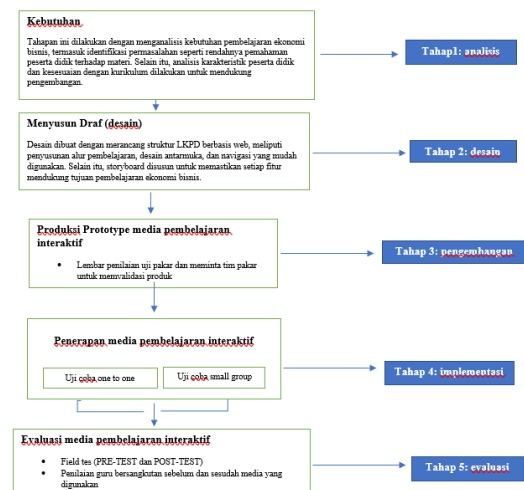 Kebutuhan
Tahapan ini dilakukan dengan menganalisis kebutuhan pembelajaran ekonomi
bisnis, termasuk identifikasi permasalahan seperti rendahnya pemahaman
peserta didik terhadap materi. Selain itu, analisis karakteristik peserta didik
dan kesesuaian dengan kurikulum dilakukan untuk mendukung
pengembangan.
Tahap1: analisis
Menyusun Draf (desain)
Desain dibuat dengan merancang struktur LKPD berbasis web, meliputi
penyusunan alur pembelajaran, desain antarmuka, dan navigasi yang mudah
digunakan. Selain itu, storyboard disusun untuk memastikan setiap fitur
mendukung tujuan pembelajaran ekonomi bisnis.
Tahap 2: desain
Produksi Prototype media pembelajaran
interaktif
• Lembar penilaian uji pakar dan meminta tim pakar
untuk memvalidasi produk
Tahap 3: pengembangan
Penerapan media pembelajaran interaktif
Uji coba one to one
Uji coba small group
Tahap 4: implementasi
Evaluasi media pembelajaran interaktif
• Field tes (PRE-TEST dan POST-TEST)
• Penilaian guru bersangkutan sebelum dan sesudah media yang
digunakan
Tahap 5: evaluasi